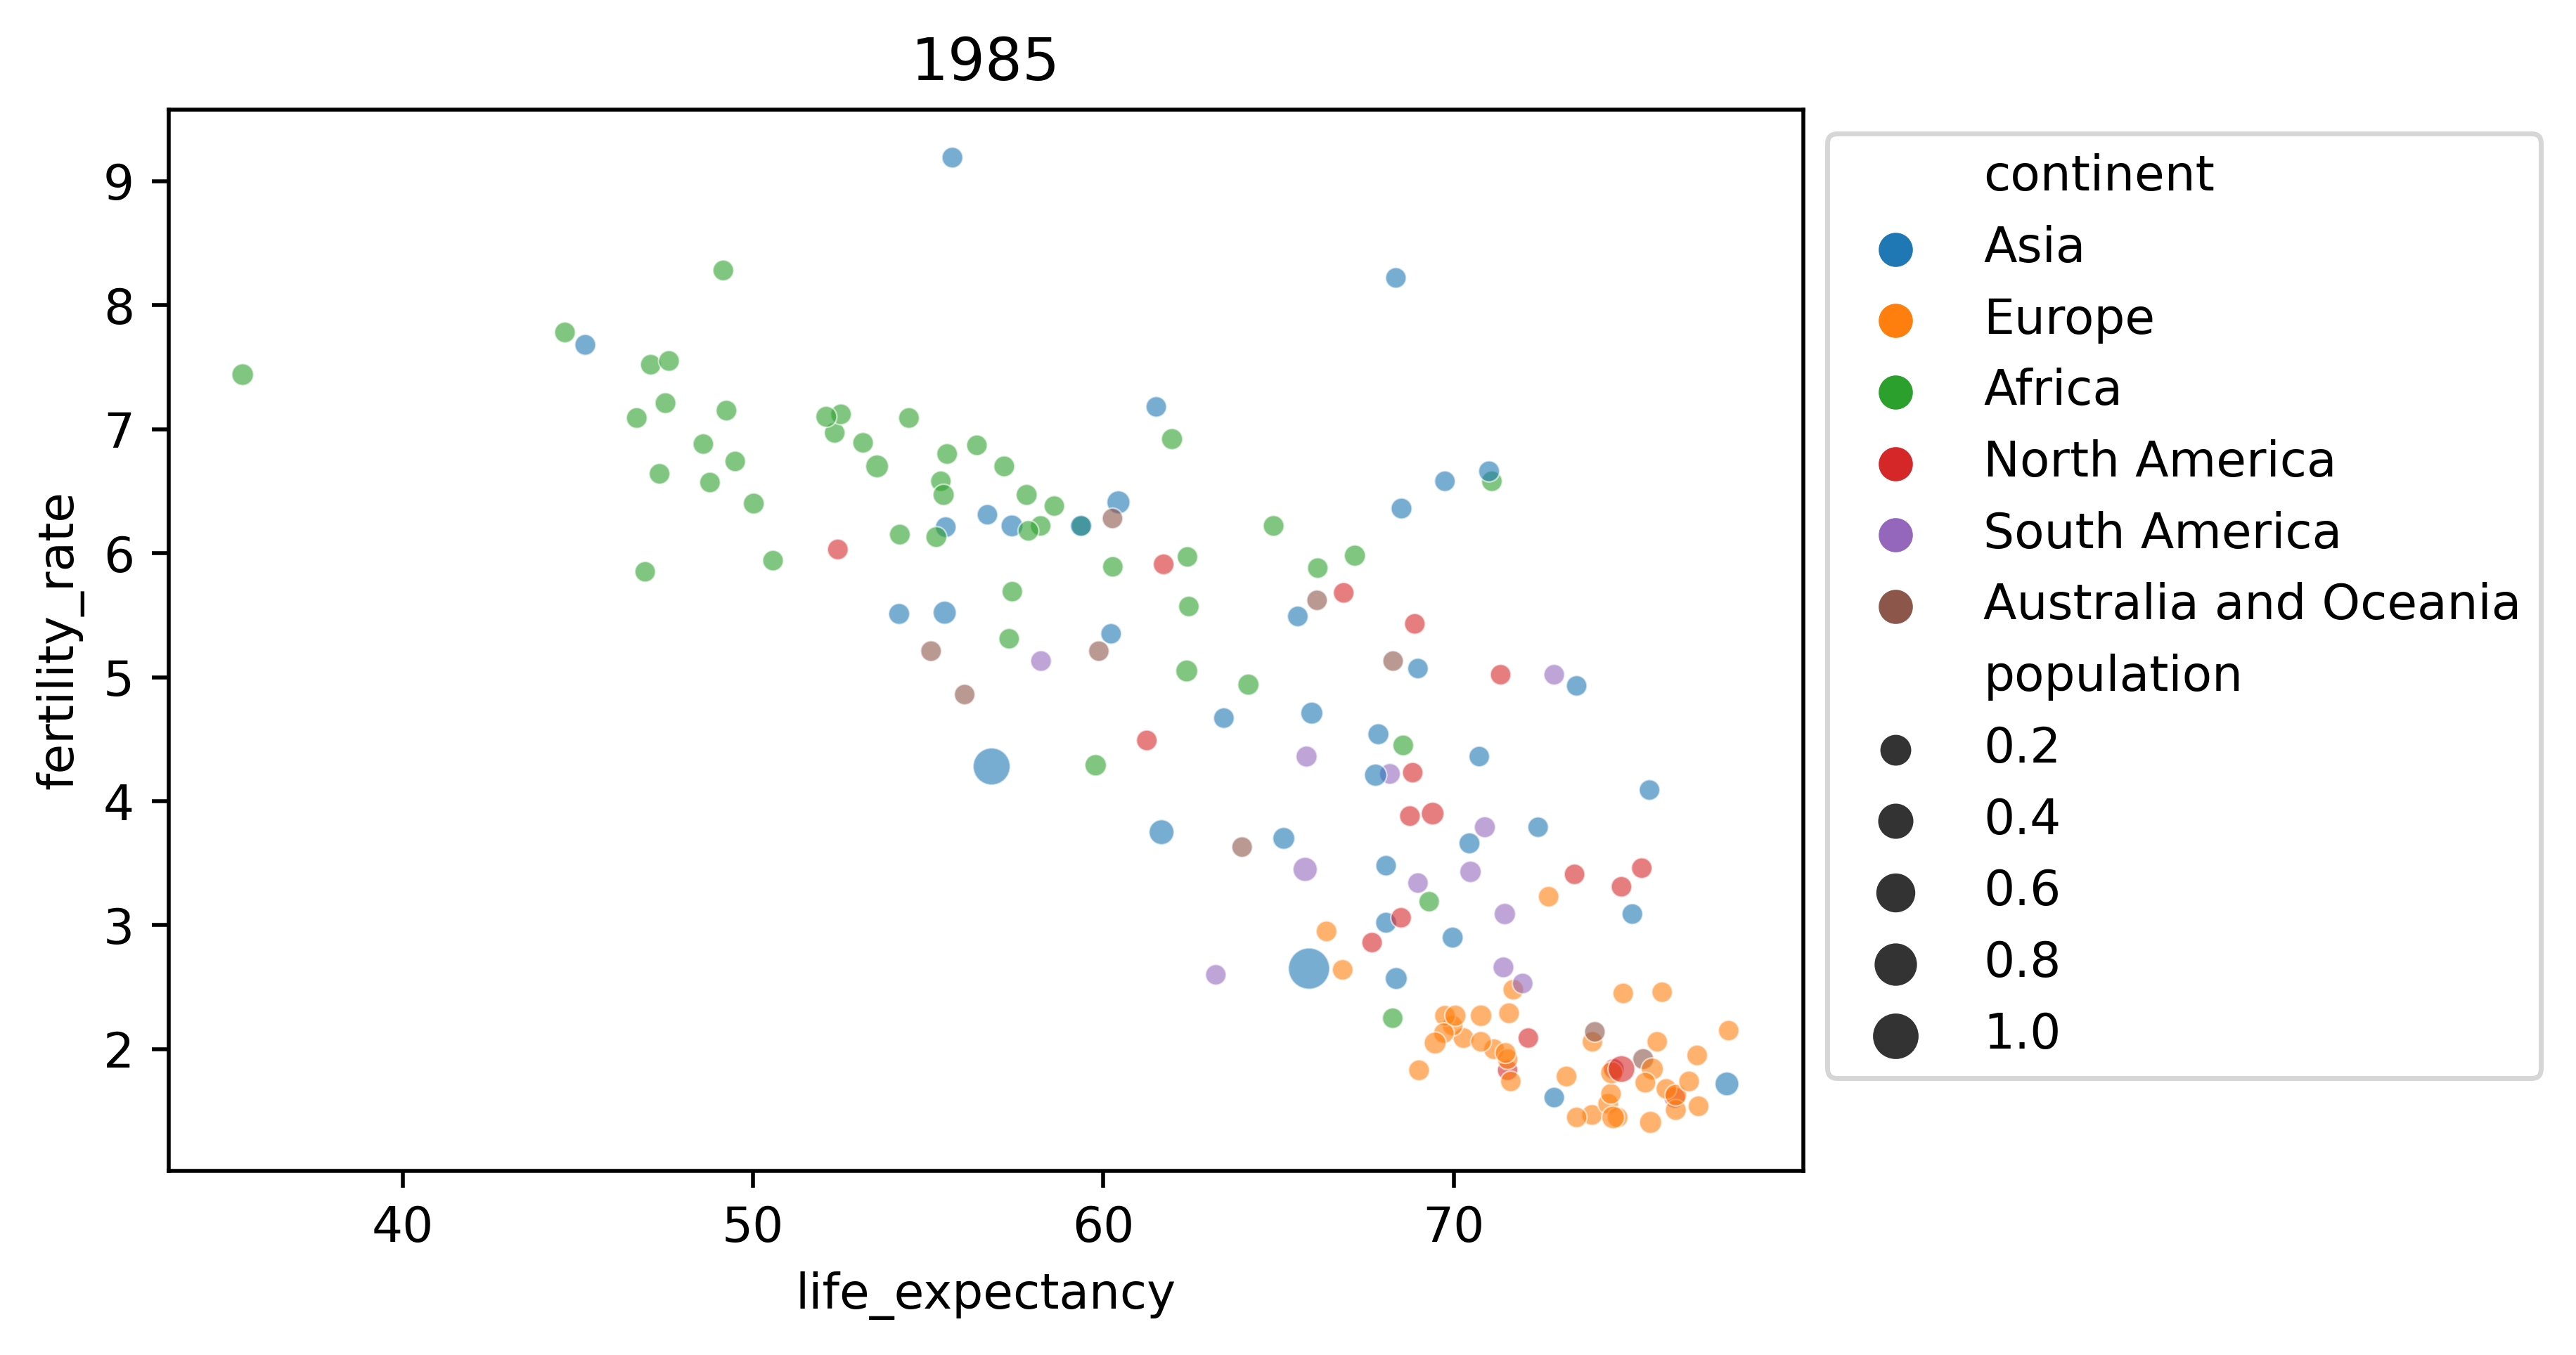 1985
fertility_rate
9
8
7
6
5
4
3
2
40
50
60
70
life_expectancy
continent
Asia
Europe
Africa
North America
South America
Australia and Oceania
population
0.2
0.4
0.6
0.8
1.0